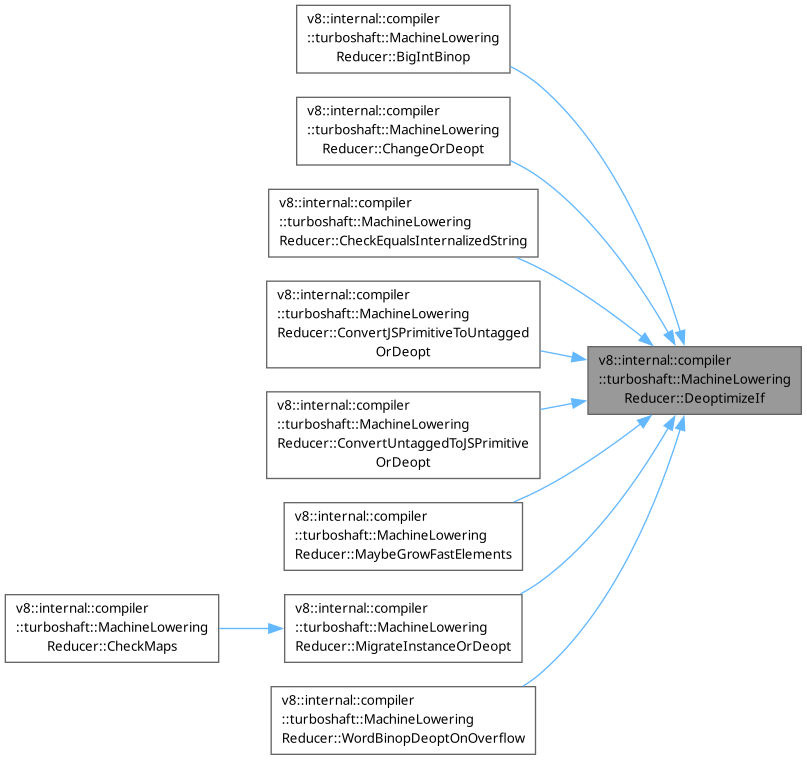 v8::internal::compiler
::turboshaft::MachineLowering
Reducer::BigIntBinop
v8::internal::compiler
::turboshaft::MachineLowering
Reducer::ChangeOrDeopt
v8::internal::compiler
::turboshaft::MachineLowering
Reducer::CheckEqualsInternalizedString
v8::internal::compiler
::turboshaft::MachineLowering
Reducer::ConvertJSPrimitiveToUntagged
OrDeopt
v8::internal::compiler
::turboshaft::MachineLowering
Reducer::DeoptimizeIf
v8::internal::compiler
::turboshaft::MachineLowering
Reducer::ConvertUntaggedToJSPrimitive
OrDeopt
v8::internal::compiler
::turboshaft::MachineLowering
Reducer::MaybeGrowFastElements
v8::internal::compiler
::turboshaft::MachineLowering
Reducer::CheckMaps
v8::internal::compiler
::turboshaft::MachineLowering
Reducer::MigrateInstanceOrDeopt
v8::internal::compiler
::turboshaft::MachineLowering
Reducer::WordBinopDeoptOnOverflow